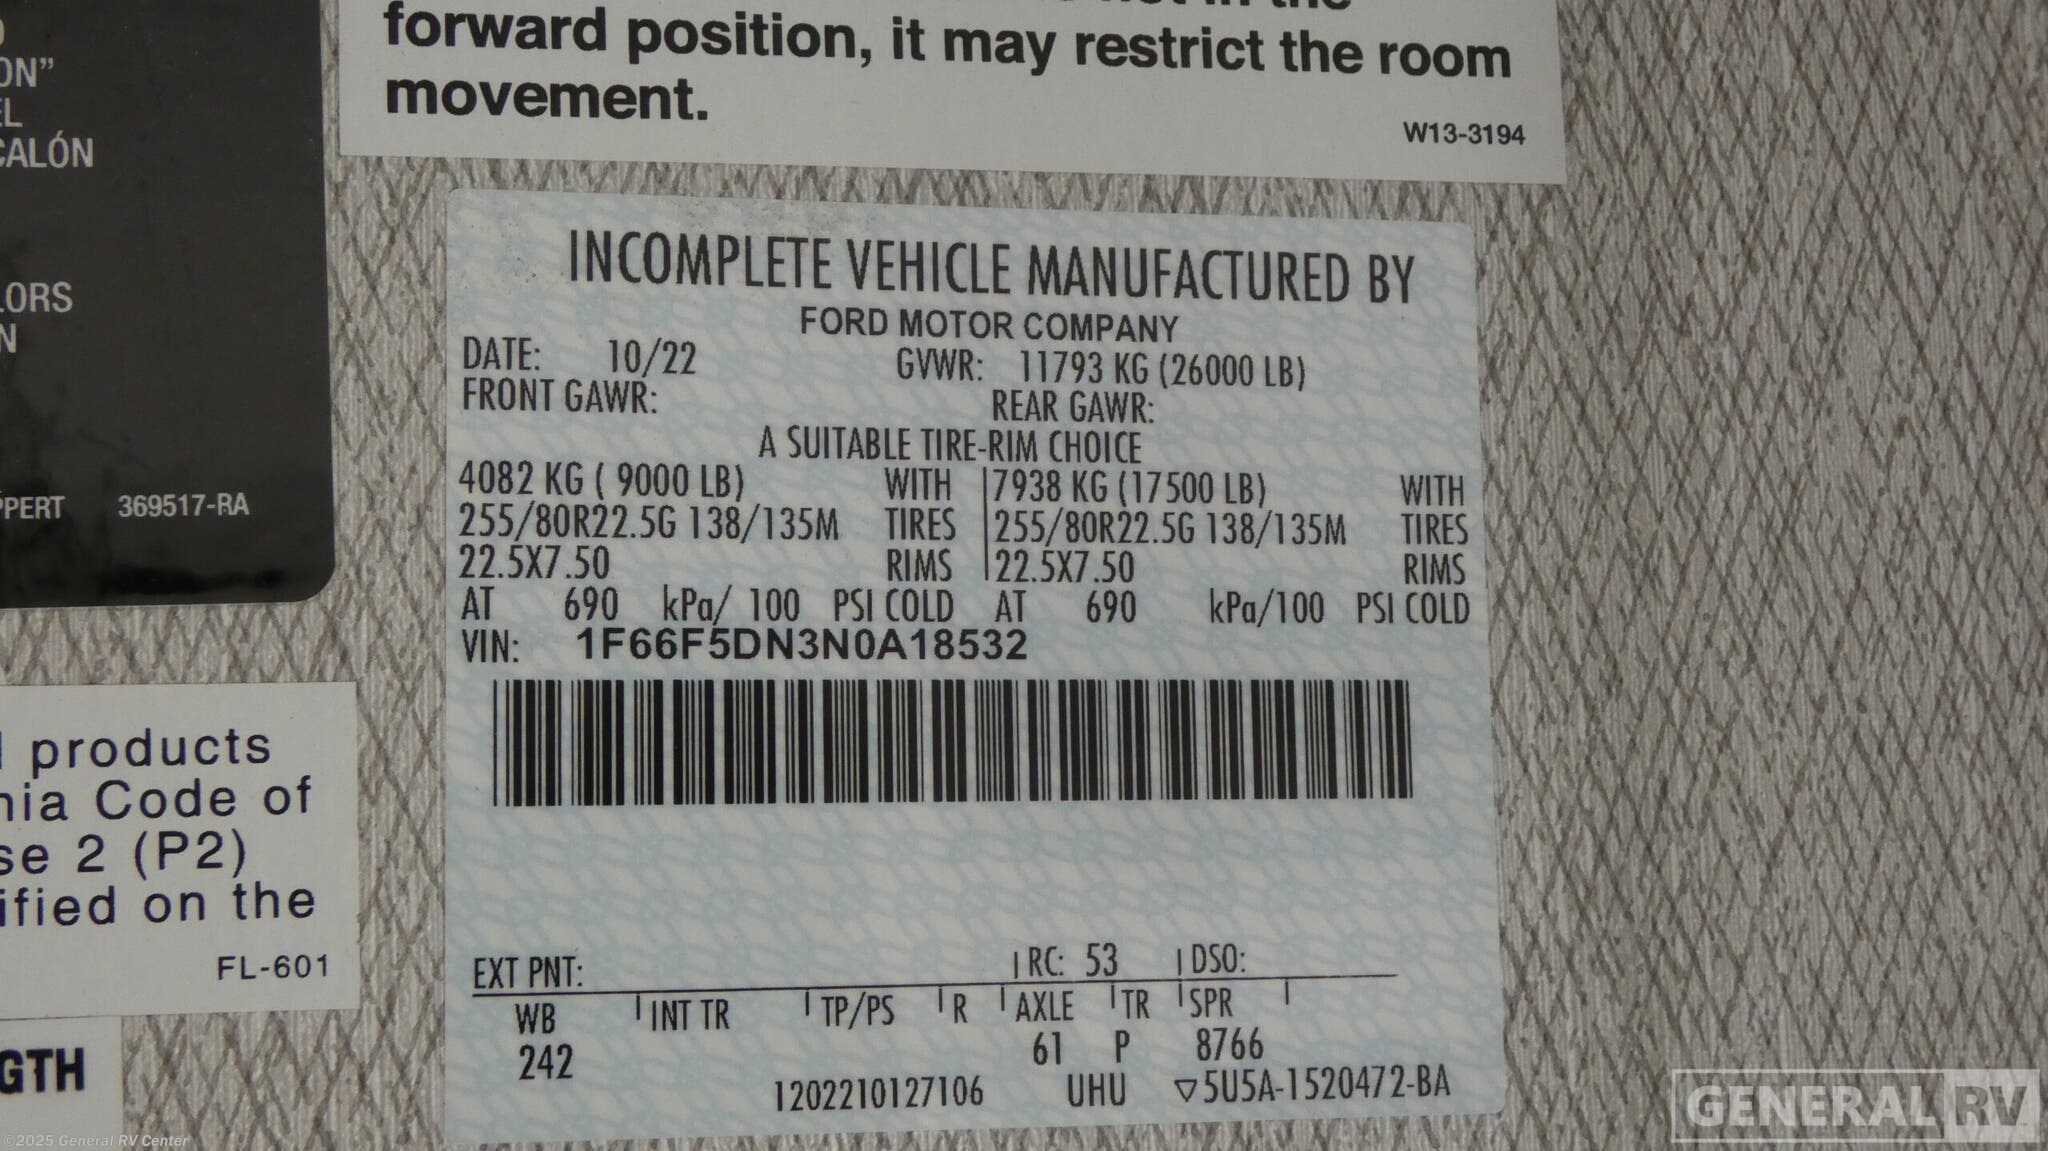 forward position, it may restrict the room
movement.
W13-3194
ON”
CALÓN
369517-RA
INCOMPLETE VEHICLE MANUFACTURED BY
FORD MOTOR COMPANY
DATE: 10/22 GVWR: 11793 KG (26000 LB)
FRONT GAWR: REAR GAWR:
A SUITABLE TIRE-RIM CHOICE
4082 KG ( 9000 LB) WITH 7938 KG (17500 LB) WITH
255/80R22.5G 138/135M TIRES 255/80R22.5G 138/135M TIRES
22.5X7.50 RIMS 22.5X7.50 RIMS
AT 690 kPa/ 100 PSI COLD AT 690 kPa/100 PSI COLD
VIN: 1F66F5DN3N0A18532
EXT PNT: RC: 53 DSO:
WB INT TR TP/PS R AXLE TR SPR
242 61 P 8766
1202210127106 UHU ▽5U5A-1520472-BA
products
Code of
2 (P2)
on the
FL-601
GTH
©2025 General RV Center
GENERAL RV